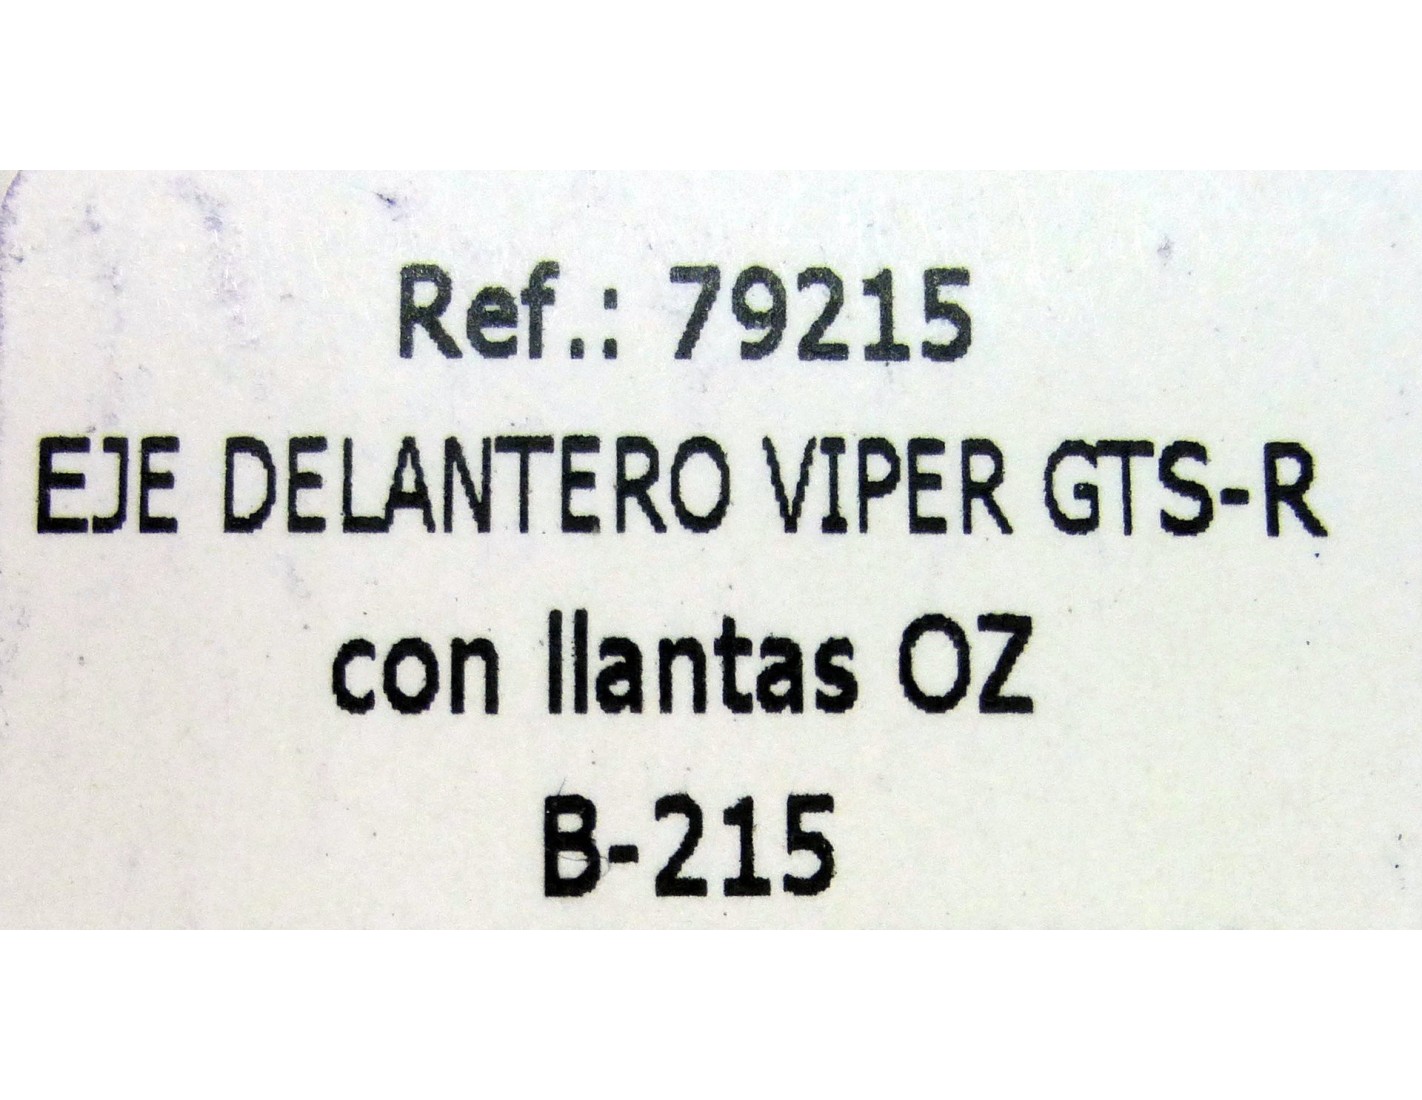 Ref.: 79215
EJE DELANTERO VIPER GTS-R
con llantas OZ
B-215